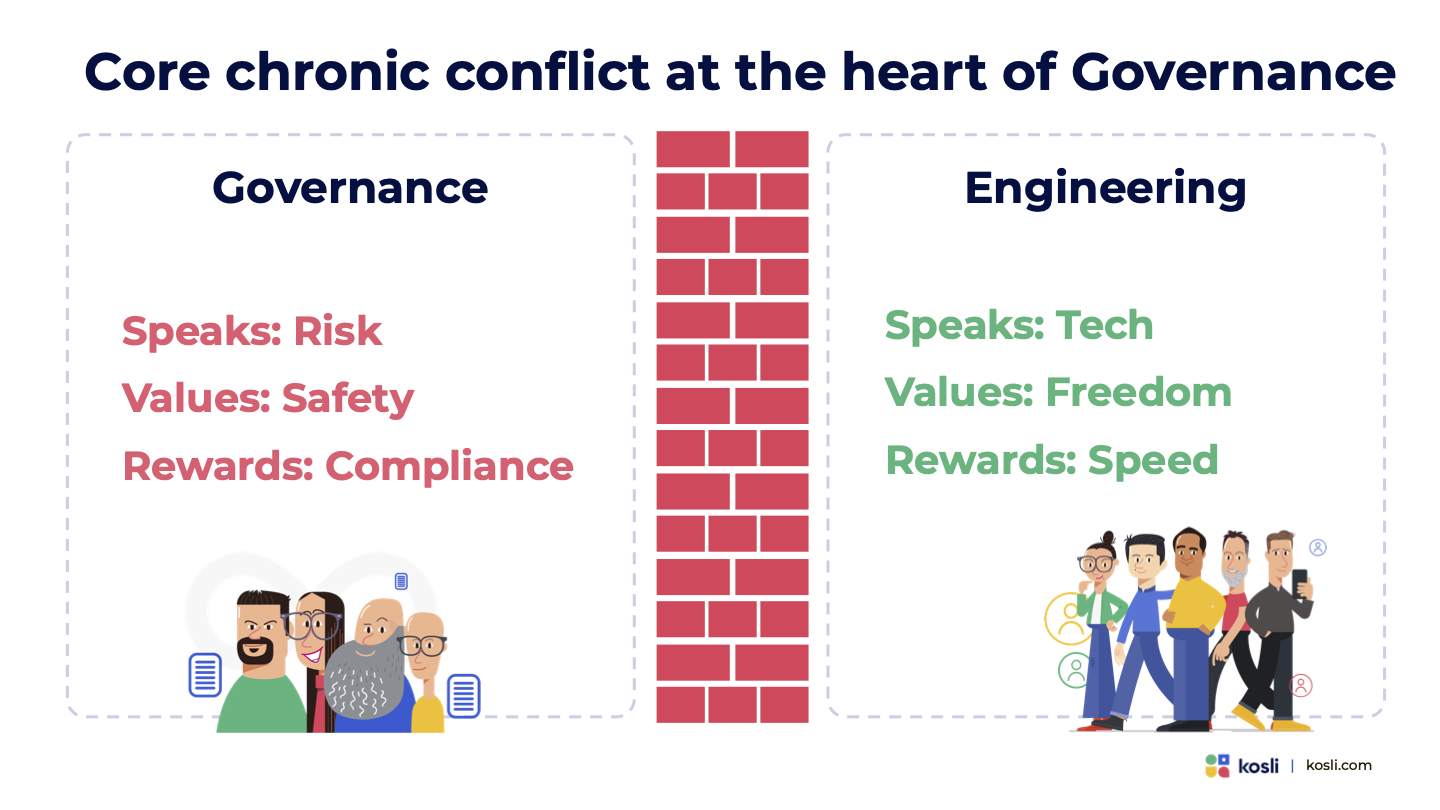 Core chronic conflict at the heart of Governance
Governance
Speaks: Risk
Values: Safety
Rewards: Compliance
Engineering
Speaks: Tech
Values: Freedom
Rewards: Speed
kosli | kosli.com